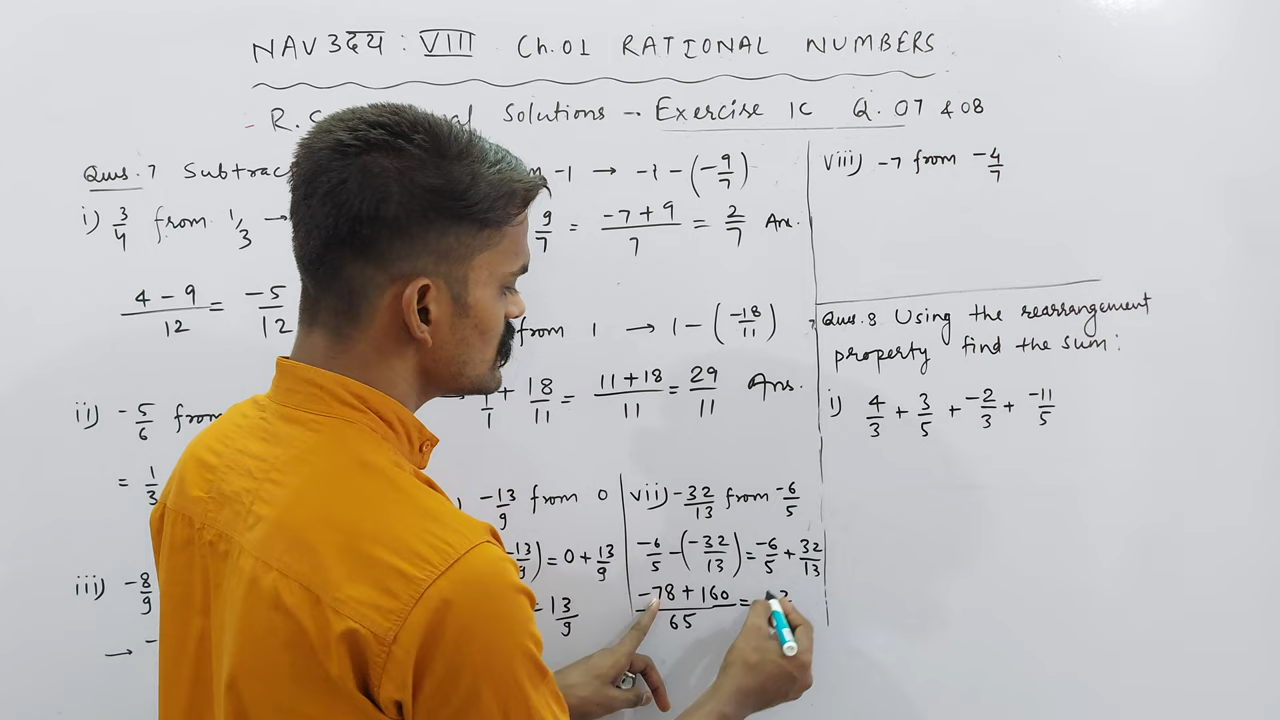 NAVउदय : VIII Ch.01 RATIONAL NUMBERS
- R.S. Solutions → Exercise 1C Q. 07 & 08
Ques. 7 Subtract
i) 3/4 from 1/3 →
4 - 9/12 = -5/12
ii) -5/6 from
= 1/3
iii) -8/9
→ -
-1 → -1 - (-9/7)
9/7 = -7 + 9/7 = 2/7 Ans.
from 1 → 1 - (-18/11)
1/1 + 18/11 = 11 + 18/11 = 29/11 Ans.
-13/9 from 0
-13/9) = 0 + 13/9
13/9
vii) -32/13 from -6/5
-6/5 - (-32/13) = -6/5 + 32/13
-78 + 160/65 =
viii) -7 from -4/7
Ques. 8 Using the rearrangement
property find the sum :
i) 4/3 + 3/5 + -2/3 + -11/5